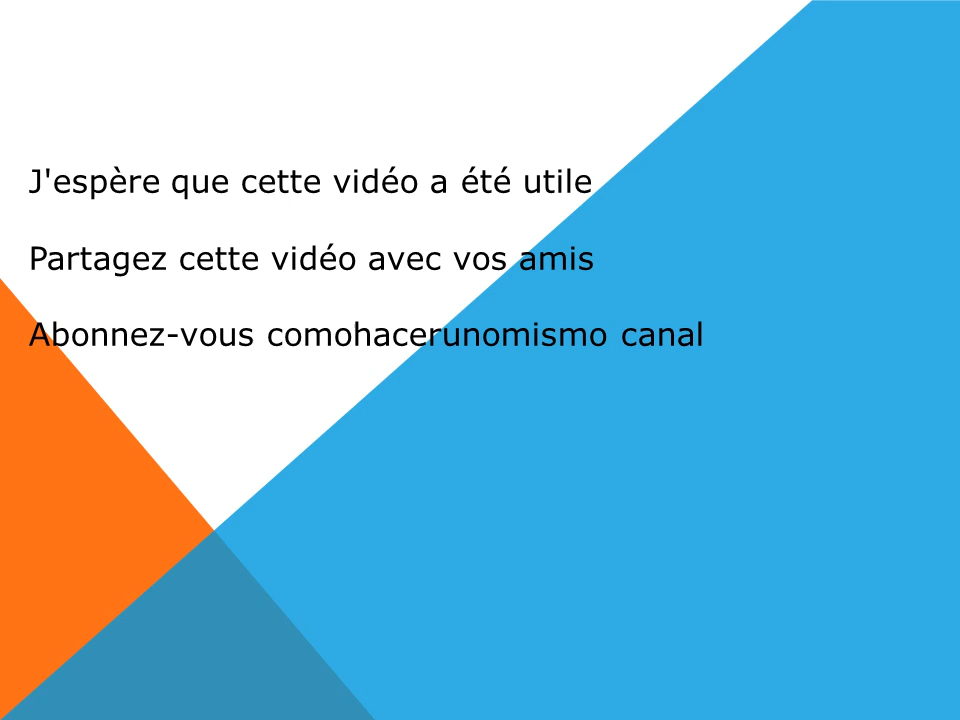 J'espère que cette vidéo a été utile
Partagez cette vidéo avec vos amis
Abonnez-vous comohacerunomismo canal